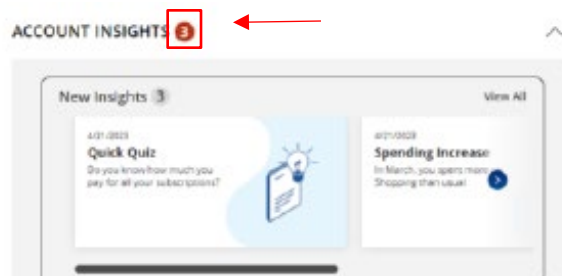 ACCOUNT INSIGHTS 3
New Insights 3 View All
4/21/2023
Quick Quiz
Do you know how much you
pay for all your subscriptions?
4/21/2023
Spending Increase
In March, you spent more
Shopping than usual